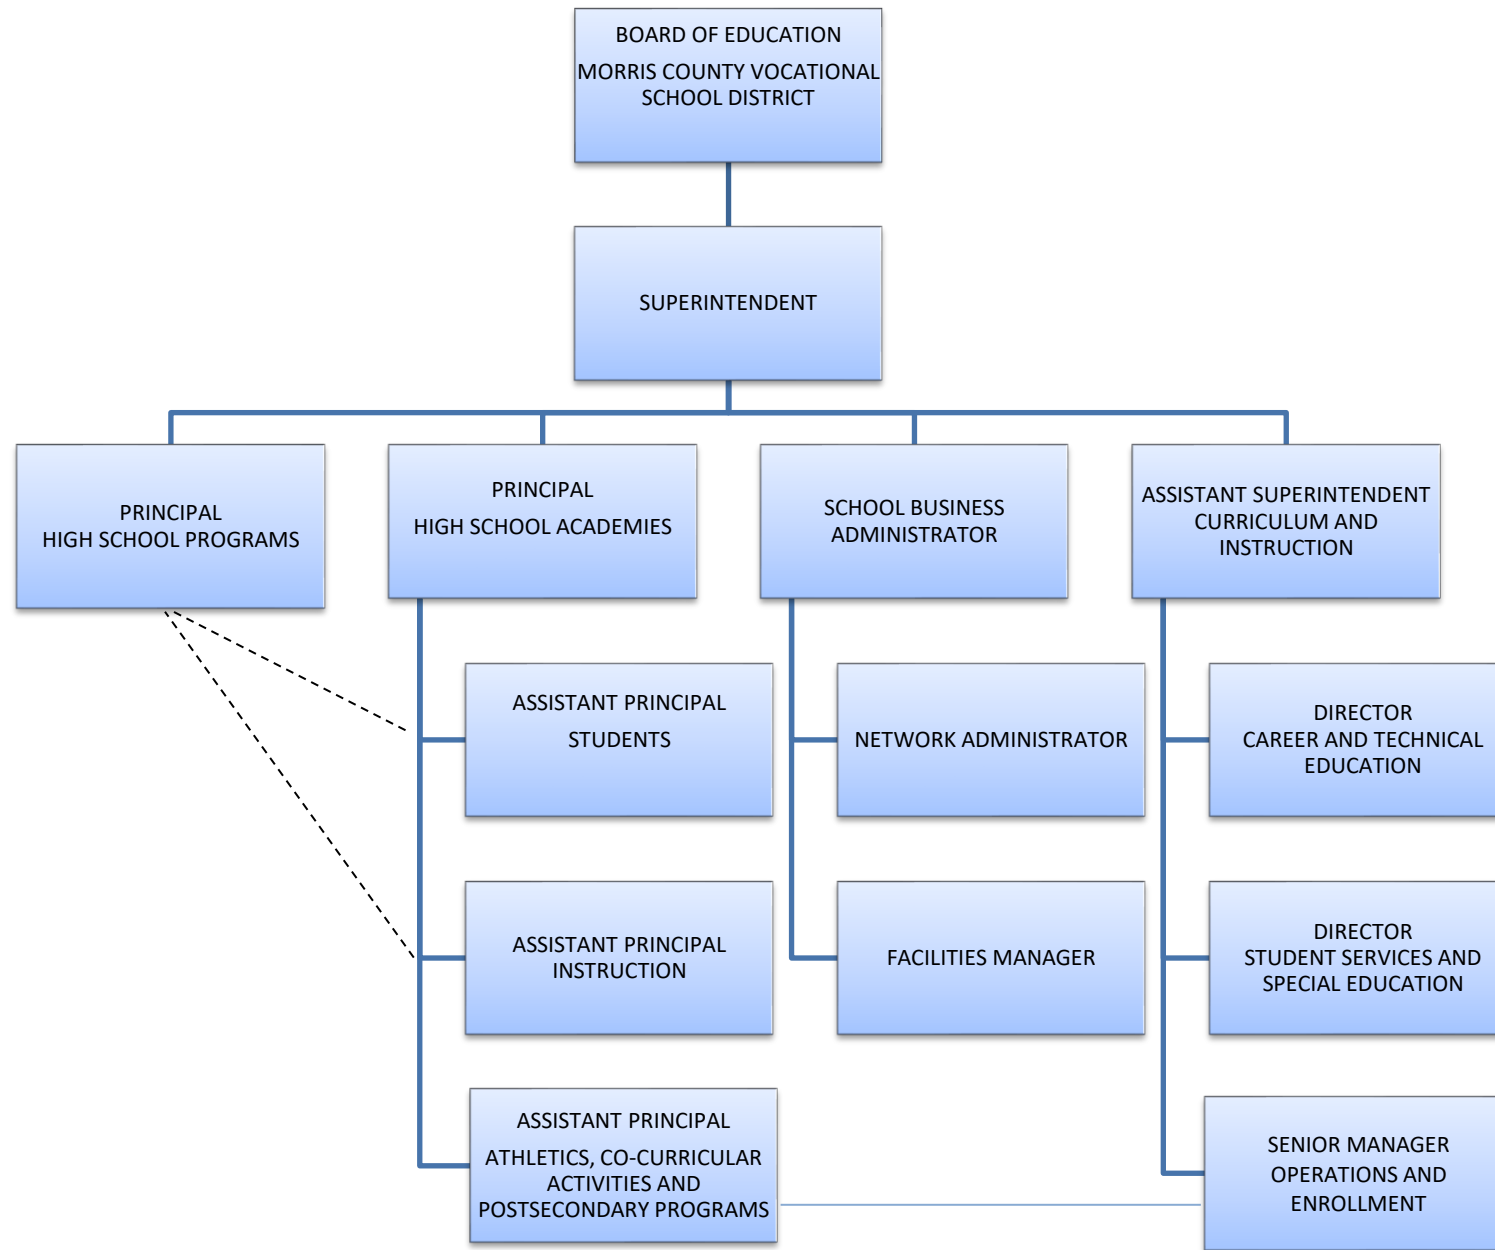 BOARD OF EDUCATION
MORRIS COUNTY VOCATIONAL
SCHOOL DISTRICT
SUPERINTENDENT
PRINCIPAL
HIGH SCHOOL PROGRAMS
PRINCIPAL
HIGH SCHOOL ACADEMIES
SCHOOL BUSINESS
ADMINISTRATOR
ASSISTANT SUPERINTENDENT
CURRICULUM AND
INSTRUCTION
ASSISTANT PRINCIPAL
STUDENTS
NETWORK ADMINISTRATOR
DIRECTOR
CAREER AND TECHNICAL
EDUCATION
ASSISTANT PRINCIPAL
INSTRUCTION
FACILITIES MANAGER
DIRECTOR
STUDENT SERVICES AND
SPECIAL EDUCATION
ASSISTANT PRINCIPAL
ATHLETICS, CO-CURRICULAR
ACTIVITIES AND
POSTSECONDARY PROGRAMS
SENIOR MANAGER
OPERATIONS AND
ENROLLMENT